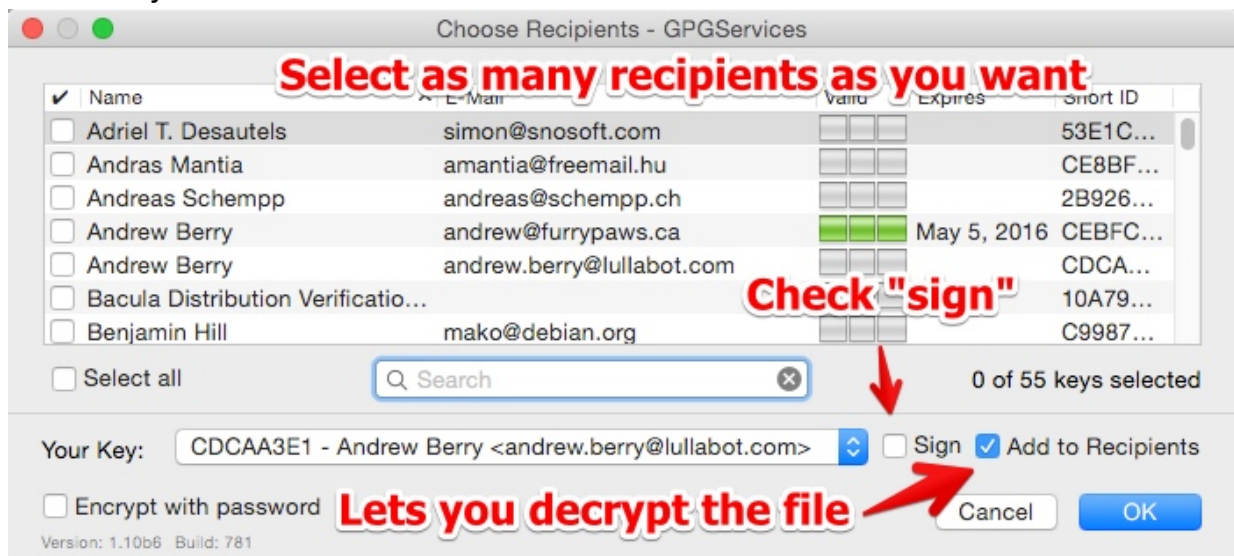 Choose Recipients - GPGServices
Select as many recipients as you want
✔ Name E-Mail Valid Expires Short ID
Adriel T. Desautels simon@snosoft.com 53E1C...
Andras Mantia amantia@freemail.hu CE8BF...
Andreas Schempp andreas@schempp.ch 2B926...
Andrew Berry andrew@furrypaws.ca May 5, 2016 CEBFC...
Andrew Berry andrew.berry@lullabot.com CDCA...
Bacula Distribution Verificatio... 10A79...
Check "sign"
Benjamin Hill mako@debian.org C9987...
Select all Search 0 of 55 keys selected
Your Key: CDCAA3E1 - Andrew Berry <andrew.berry@lullabot.com> Sign Add to Recipients
Encrypt with password Lets you decrypt the file Cancel OK
Version: 1.10b6 Build: 781